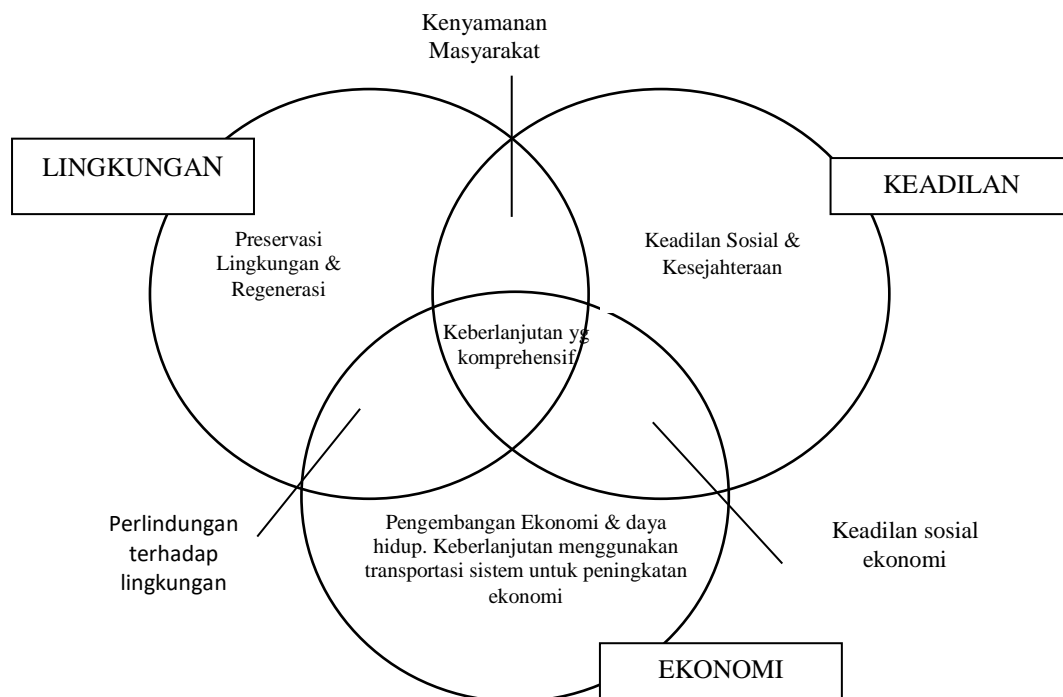 Kenyamanan
Masyarakat
LINGKUNGAN
KEADILAN
Preservasi
Lingkungan &
Regenerasi
Keadilan Sosial &
Kesejahteraan
Keberlanjutan yg
komprehensif
Perlindungan
terhadap
lingkungan
Pengembangan Ekonomi & daya
hidup. Keberlanjutan menggunakan
transportasi sistem untuk peningkatan
ekonomi
Keadilan sosial
ekonomi
EKONOMI